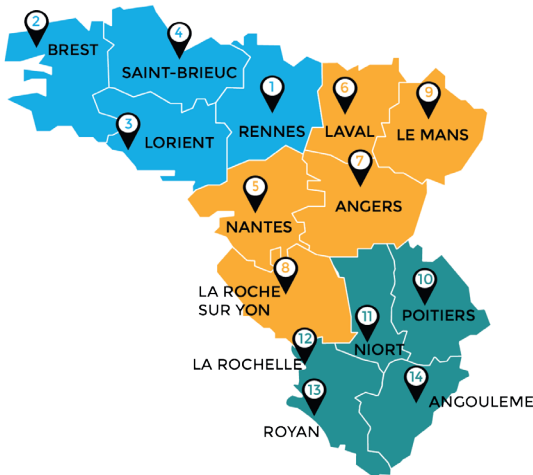 2
BREST
4
SAINT-BRIEUC
3
LORIENT
1
RENNES
6
LAVAL
9
LE MANS
5
NANTES
7
ANGERS
8
LA ROCHE
SUR YON
10
POITIERS
11
NIORT
12
LA ROCHELLE
13
ROYAN
14
ANGOULEME